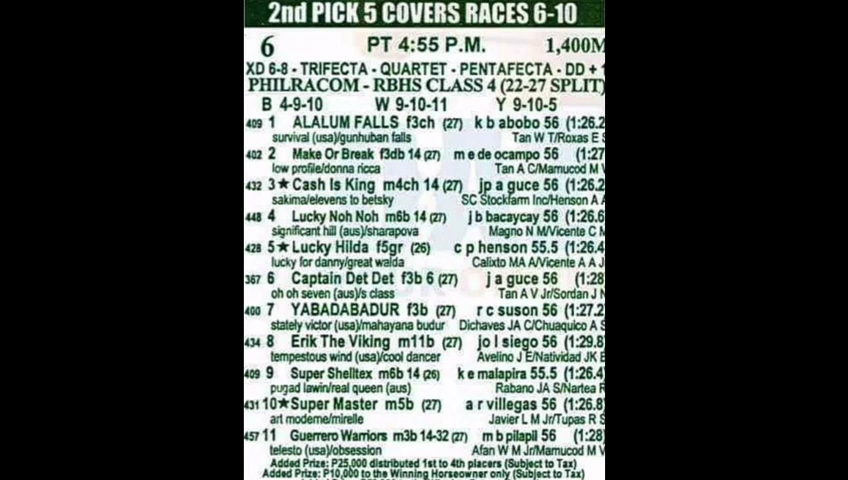 2nd PICK 5 COVERS RACES 6-10
6 PT 4:55 P.M. 1,400M
XD 6-8 - TRIFECTA - QUARTET - PENTAFECTA - DD + 1
PHILRACOM - RBHS CLASS 4 (22-27 SPLIT)
B 4-9-10 W 9-10-11 Y 9-10-5
409 1 ALALUM FALLS f3ch (27) k b abobo 56 (1:26.2
survival (usa)/gunhuban falls Tan W T/Roxas E S
402 2 Make Or Break f3db 14 (27) m e de ocampo 56 (1:27
low profile/donna ricca Tan A C/Mamucod M V
432 3★Cash Is King m4ch 14 (27) jp a guce 56 (1:26.2
sakima/elevens to betsky SC Stockfarm Inc/Henson A A
448 4 Lucky Noh Noh m6b 14 (27) j b bacaycay 56 (1:26.6
significant hill (aus)/sharapova Magno N M/Vicente C M
428 5★Lucky Hilda f5gr (26) c p henson 55.5 (1:26.4
lucky for danny/great walda Calixto MA A/Vicente A A J
367 6 Captain Det Det f3b 6 (27) j a guce 56 (1:28
oh oh seven (aus)/s class Tan A V Jr/Sordan J N
400 7 YABADABADUR f3b (27) r c suson 56 (1:27.2
stately victor (usa)/mahayana budur Dichaves JA C/Chuaquico A S
434 8 Erik The Viking m11b (27) jo l siego 56 (1:29.8
tempestous wind (usa)/cool dancer Avelino J E/Natividad JK E
409 9 Super Shelltex m6b 14 (26) k e malapira 55.5 (1:26.4
pugad lawin/real queen (aus) Rabano JA S/Nartea R
431 10★Super Master m5b (27) a r villegas 56 (1:26.8
art moderne/mirelle Javier L M Jr/Tupas R S
457 11 Guerrero Warriors m3b 14-32 (27) m b pilapil 56 (1:28
telesto (usa)/obsession Afan W M Jr/Mamucod M V
Added Prize: P25,000 distributed 1st to 4th placers (Subject to Tax)
Added Prize: P10,000 to the Winning Horseowner only (Subject to Tax)